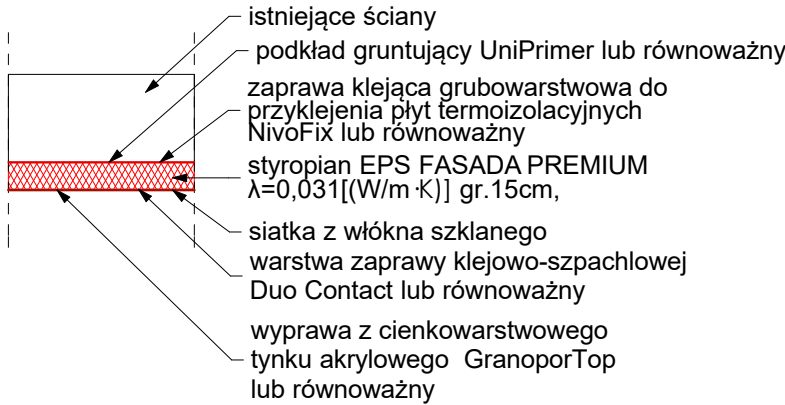 istniejące ściany
podkład gruntujący UniPrimer lub równoważny
zaprawa klejąca grubowarstwowa do
przyklejenia płyt termoizolacyjnych
NivoFix lub równoważny
styropian EPS FASADA PREMIUM
λ=0,031[(W/m·K)] gr.15cm,
siatka z włókna szklanego
warstwa zaprawy klejowo-szpachlowej
Duo Contact lub równoważny
wyprawa z cienkowarstwowego
tynku akrylowego GranoporTop
lub równoważny